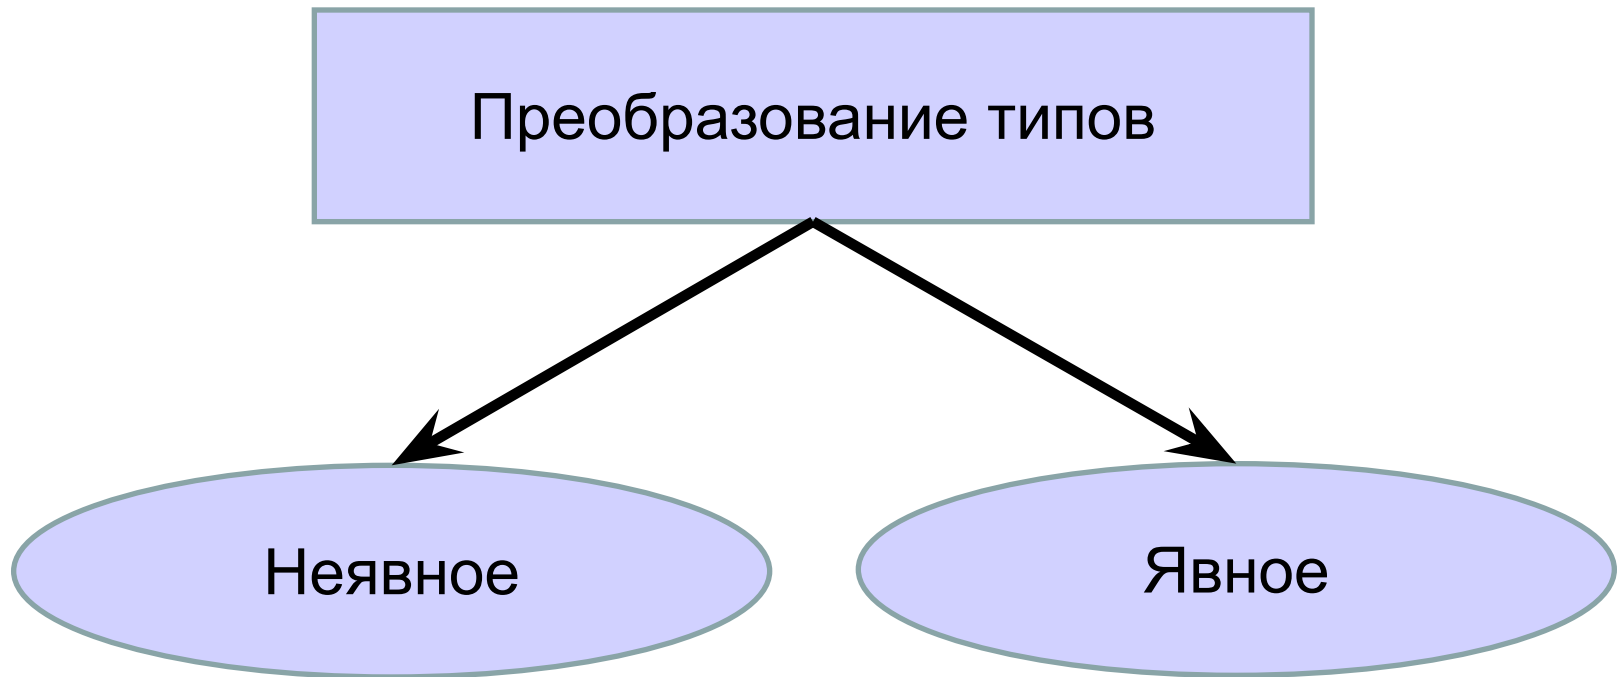 Преобразование типов
Неявное
Явное